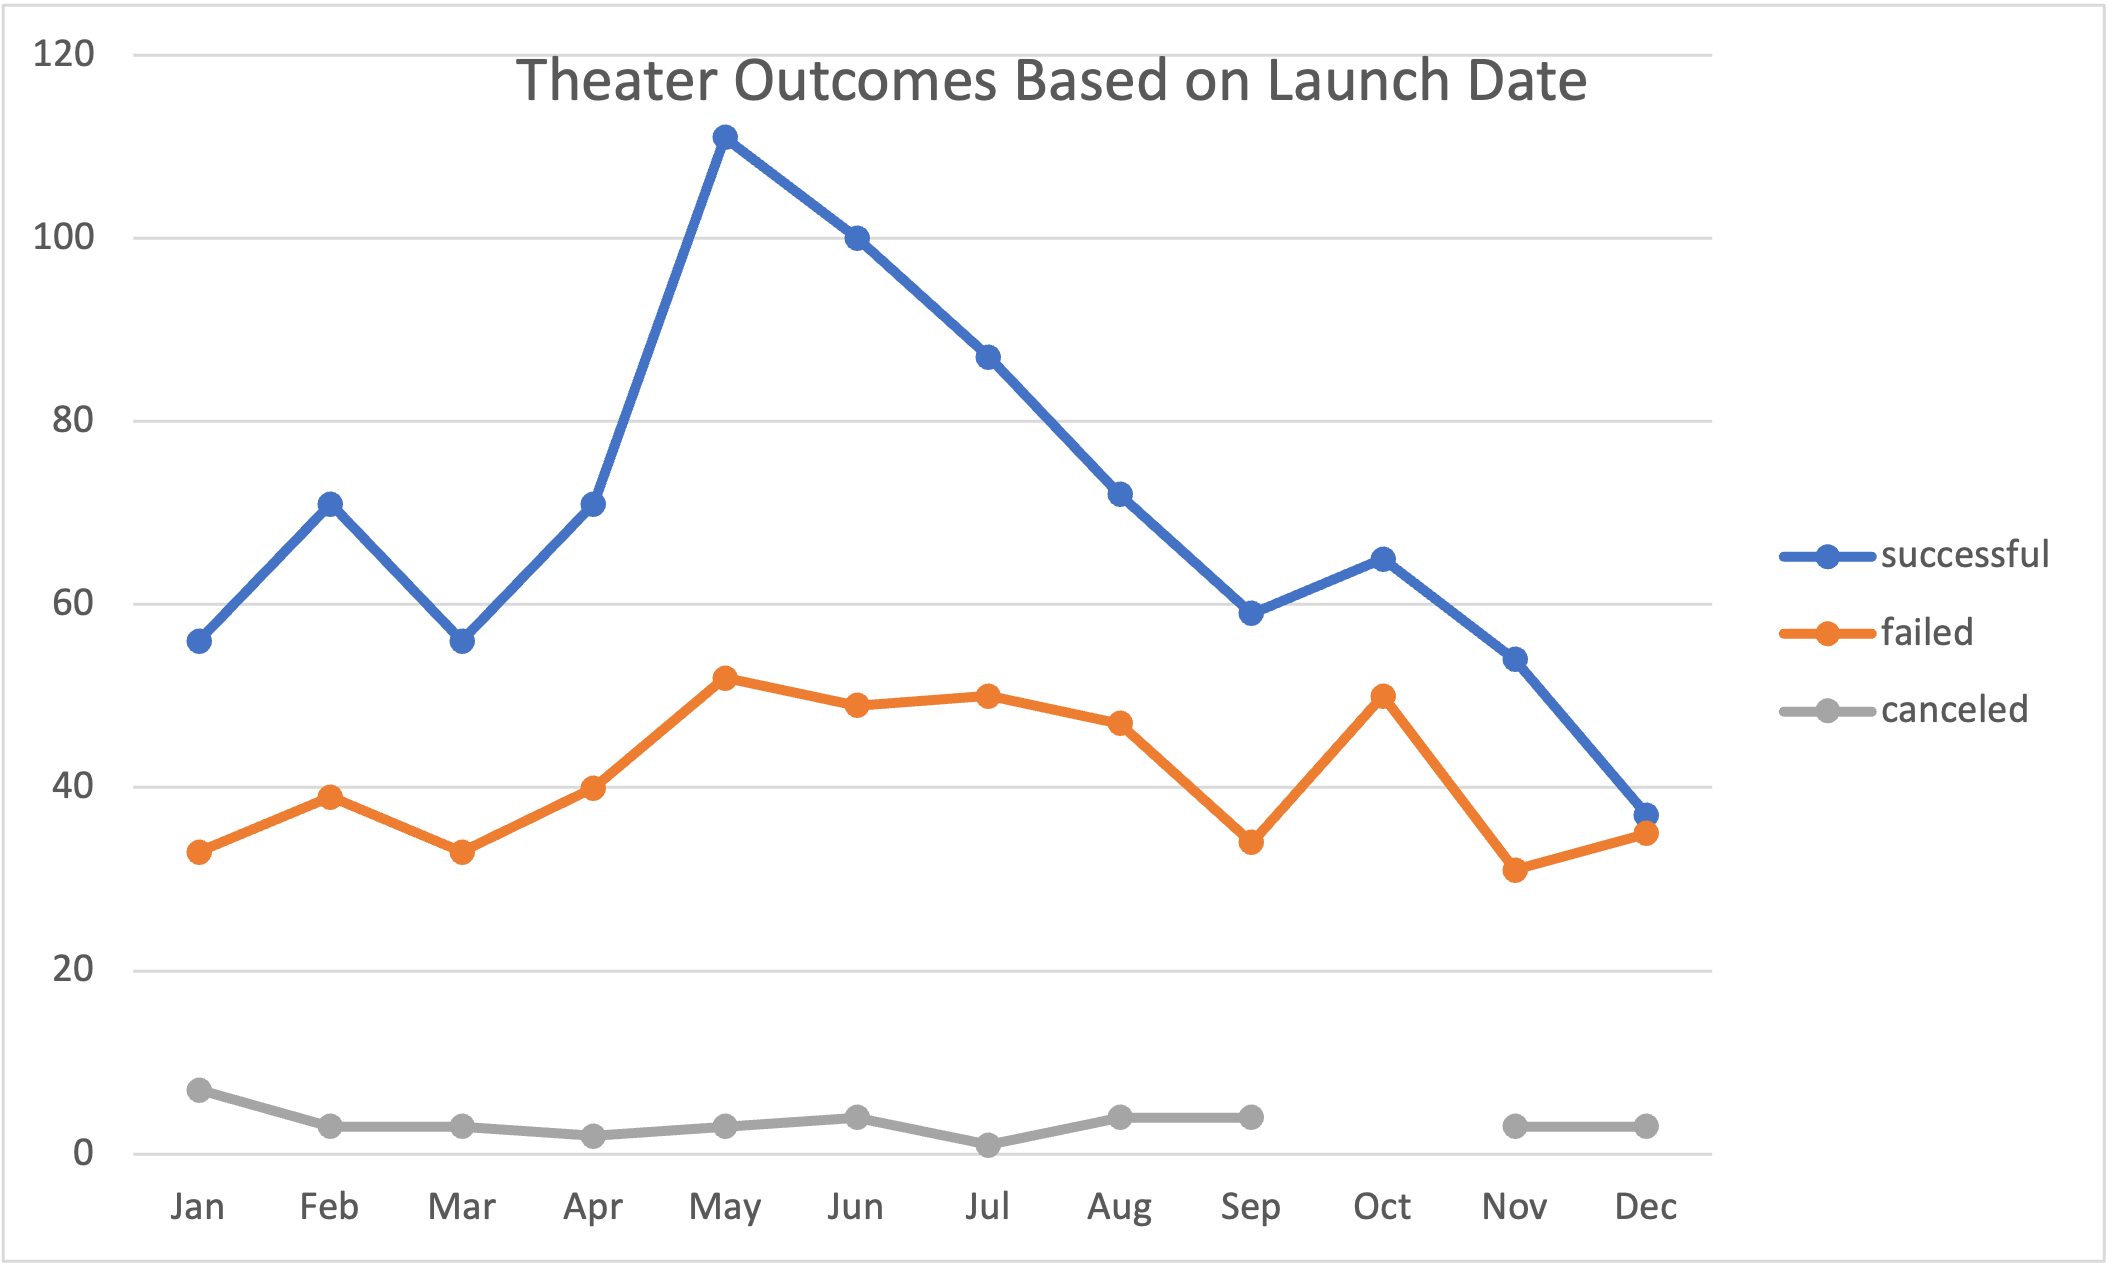 Theater Outcomes Based on Launch Date
120
100
80
60
40
20
0
Jan Feb Mar Apr May Jun Jul Aug Sep Oct Nov Dec
successful
failed
canceled